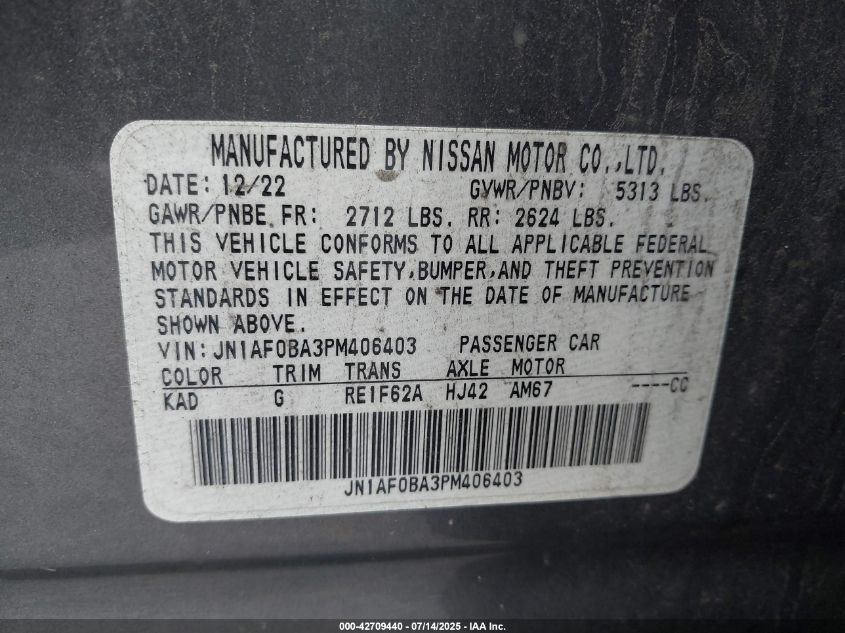 MANUFACTURED BY NISSAN MOTOR CO.,LTD.
DATE: 12/22 GVWR/PNBV: 5313 LBS.
GAWR/PNBE FR: 2712 LBS. RR: 2624 LBS.
THIS VEHICLE CONFORMS TO ALL APPLICABLE FEDERAL
MOTOR VEHICLE SAFETY,BUMPER,AND THEFT PREVENTION
STANDARDS IN EFFECT ON THE DATE OF MANUFACTURE
SHOWN ABOVE.
VIN: JN1AF0BA3PM406403 PASSENGER CAR
COLOR TRIM TRANS AXLE MOTOR
KAD G RE1F62A HJ42 AM67 ----CC
JN1AF0BA3PM406403
000-42709440 - 07/14/2025 - IAA Inc.